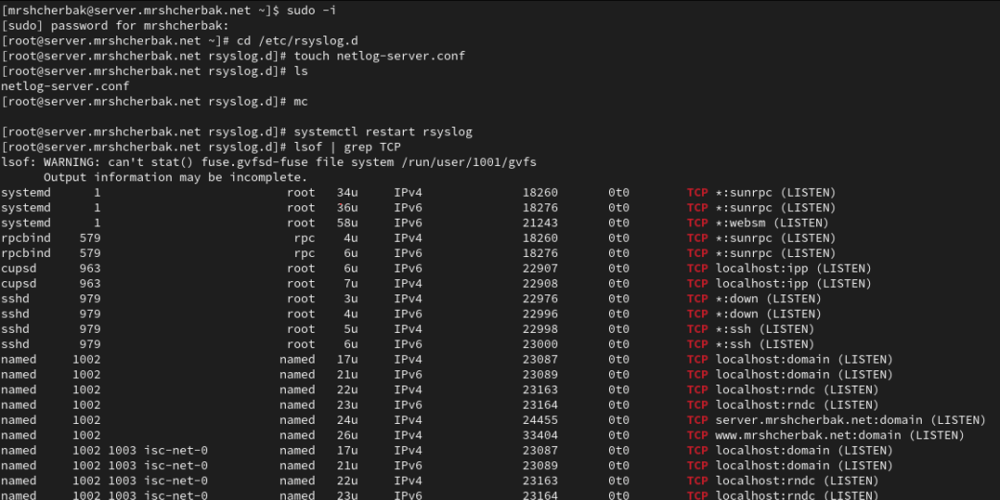 [mrshcherbak@server.mrshcherbak.net ~]$ sudo -i
[sudo] password for mrshcherbak:
[root@server.mrshcherbak.net ~]# cd /etc/rsyslog.d
[root@server.mrshcherbak.net rsyslog.d]# touch netlog-server.conf
[root@server.mrshcherbak.net rsyslog.d]# ls
netlog-server.conf
[root@server.mrshcherbak.net rsyslog.d]# mc
[root@server.mrshcherbak.net rsyslog.d]# systemctl restart rsyslog
[root@server.mrshcherbak.net rsyslog.d]# lsof | grep TCP
lsof: WARNING: can't stat() fuse.gvfsd-fuse file system /run/user/1001/gvfs
      Output information may be incomplete.
systemd 1 root 34u IPv4 18260 0t0 TCP *:sunrpc (LISTEN)
systemd 1 root 36u IPv6 18276 0t0 TCP *:sunrpc (LISTEN)
systemd 1 root 58u IPv6 21243 0t0 TCP *:websm (LISTEN)
rpcbind 579 rpc 4u IPv4 18260 0t0 TCP *:sunrpc (LISTEN)
rpcbind 579 rpc 6u IPv6 18276 0t0 TCP *:sunrpc (LISTEN)
cupsd 963 root 6u IPv6 22907 0t0 TCP localhost:ipp (LISTEN)
cupsd 963 root 7u IPv4 22908 0t0 TCP localhost:ipp (LISTEN)
sshd 979 root 3u IPv4 22976 0t0 TCP *:down (LISTEN)
sshd 979 root 4u IPv6 22996 0t0 TCP *:down (LISTEN)
sshd 979 root 5u IPv4 22998 0t0 TCP *:ssh (LISTEN)
sshd 979 root 6u IPv6 23000 0t0 TCP *:ssh (LISTEN)
named 1002 named 17u IPv4 23087 0t0 TCP localhost:domain (LISTEN)
named 1002 named 21u IPv6 23089 0t0 TCP localhost:domain (LISTEN)
named 1002 named 22u IPv4 23163 0t0 TCP localhost:rndc (LISTEN)
named 1002 named 23u IPv6 23164 0t0 TCP localhost:rndc (LISTEN)
named 1002 named 24u IPv4 24455 0t0 TCP server.mrshcherbak.net:domain (LISTEN)
named 1002 named 26u IPv4 33404 0t0 TCP www.mrshcherbak.net:domain (LISTEN)
named 1002 1003 isc-net-0 named 17u IPv4 23087 0t0 TCP localhost:domain (LISTEN)
named 1002 1003 isc-net-0 named 21u IPv6 23089 0t0 TCP localhost:domain (LISTEN)
named 1002 1003 isc-net-0 named 22u IPv4 23163 0t0 TCP localhost:rndc (LISTEN)
named 1002 1003 isc-net-0 named 23u IPv6 23164 0t0 TCP localhost:rndc (LISTEN)